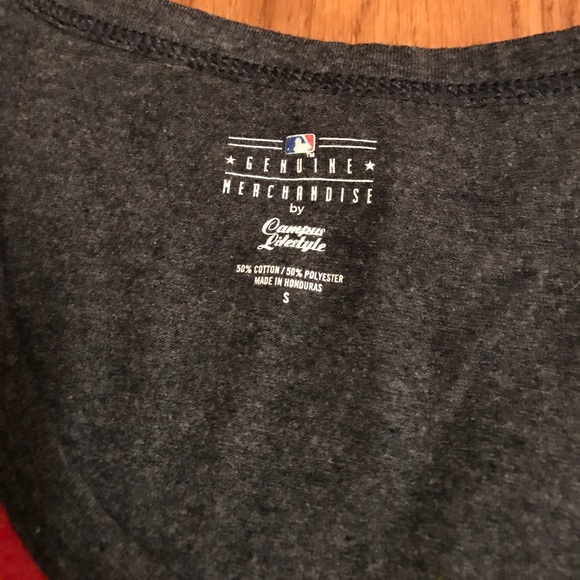 GENUINE
MERCHANDISE
by
Campus
Lifestyle
50% COTTON / 50% POLYESTER
MADE IN HONDURAS
S